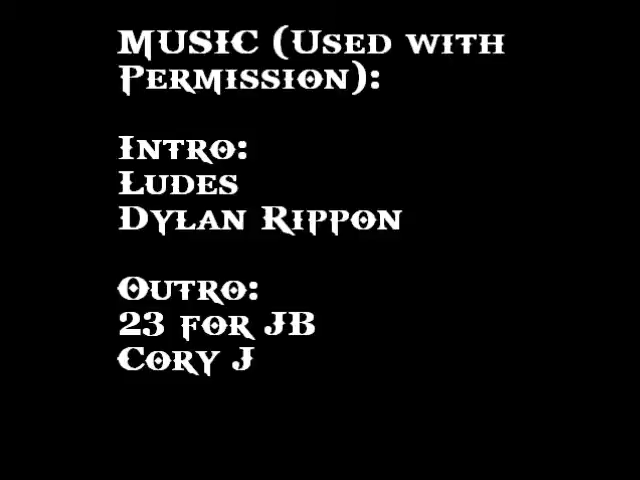 MUSIC (Used with
Permission):
Intro:
Ludes
Dylan Rippon
Outro:
23 for JB
Cory J